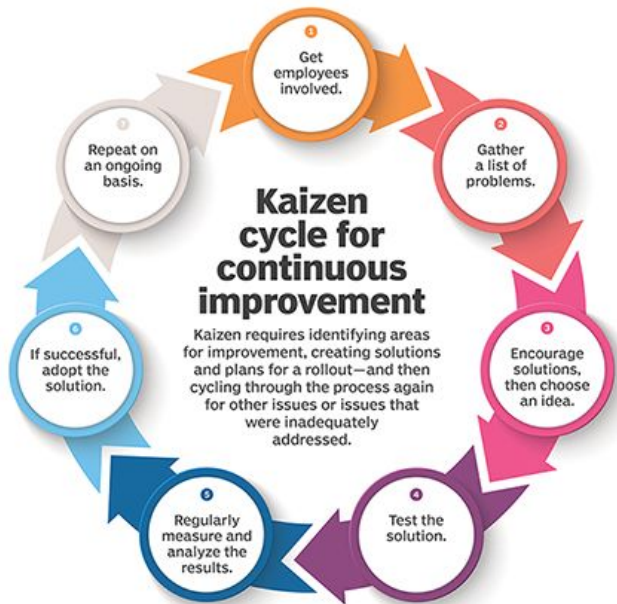 1
Get
employees
involved.
2
Gather
a list of
problems.
3
Encourage
solutions,
then choose
an idea.
4
Test the
solution.
5
Regularly
measure and
analyze the
results.
6
If successful,
adopt the
solution.
7
Repeat on
an ongoing
basis.
Kaizen
cycle for
continuous
improvement
Kaizen requires identifying areas
for improvement, creating solutions
and plans for a rollout—and then
cycling through the process again
for other issues or issues that
were inadequately
addressed.